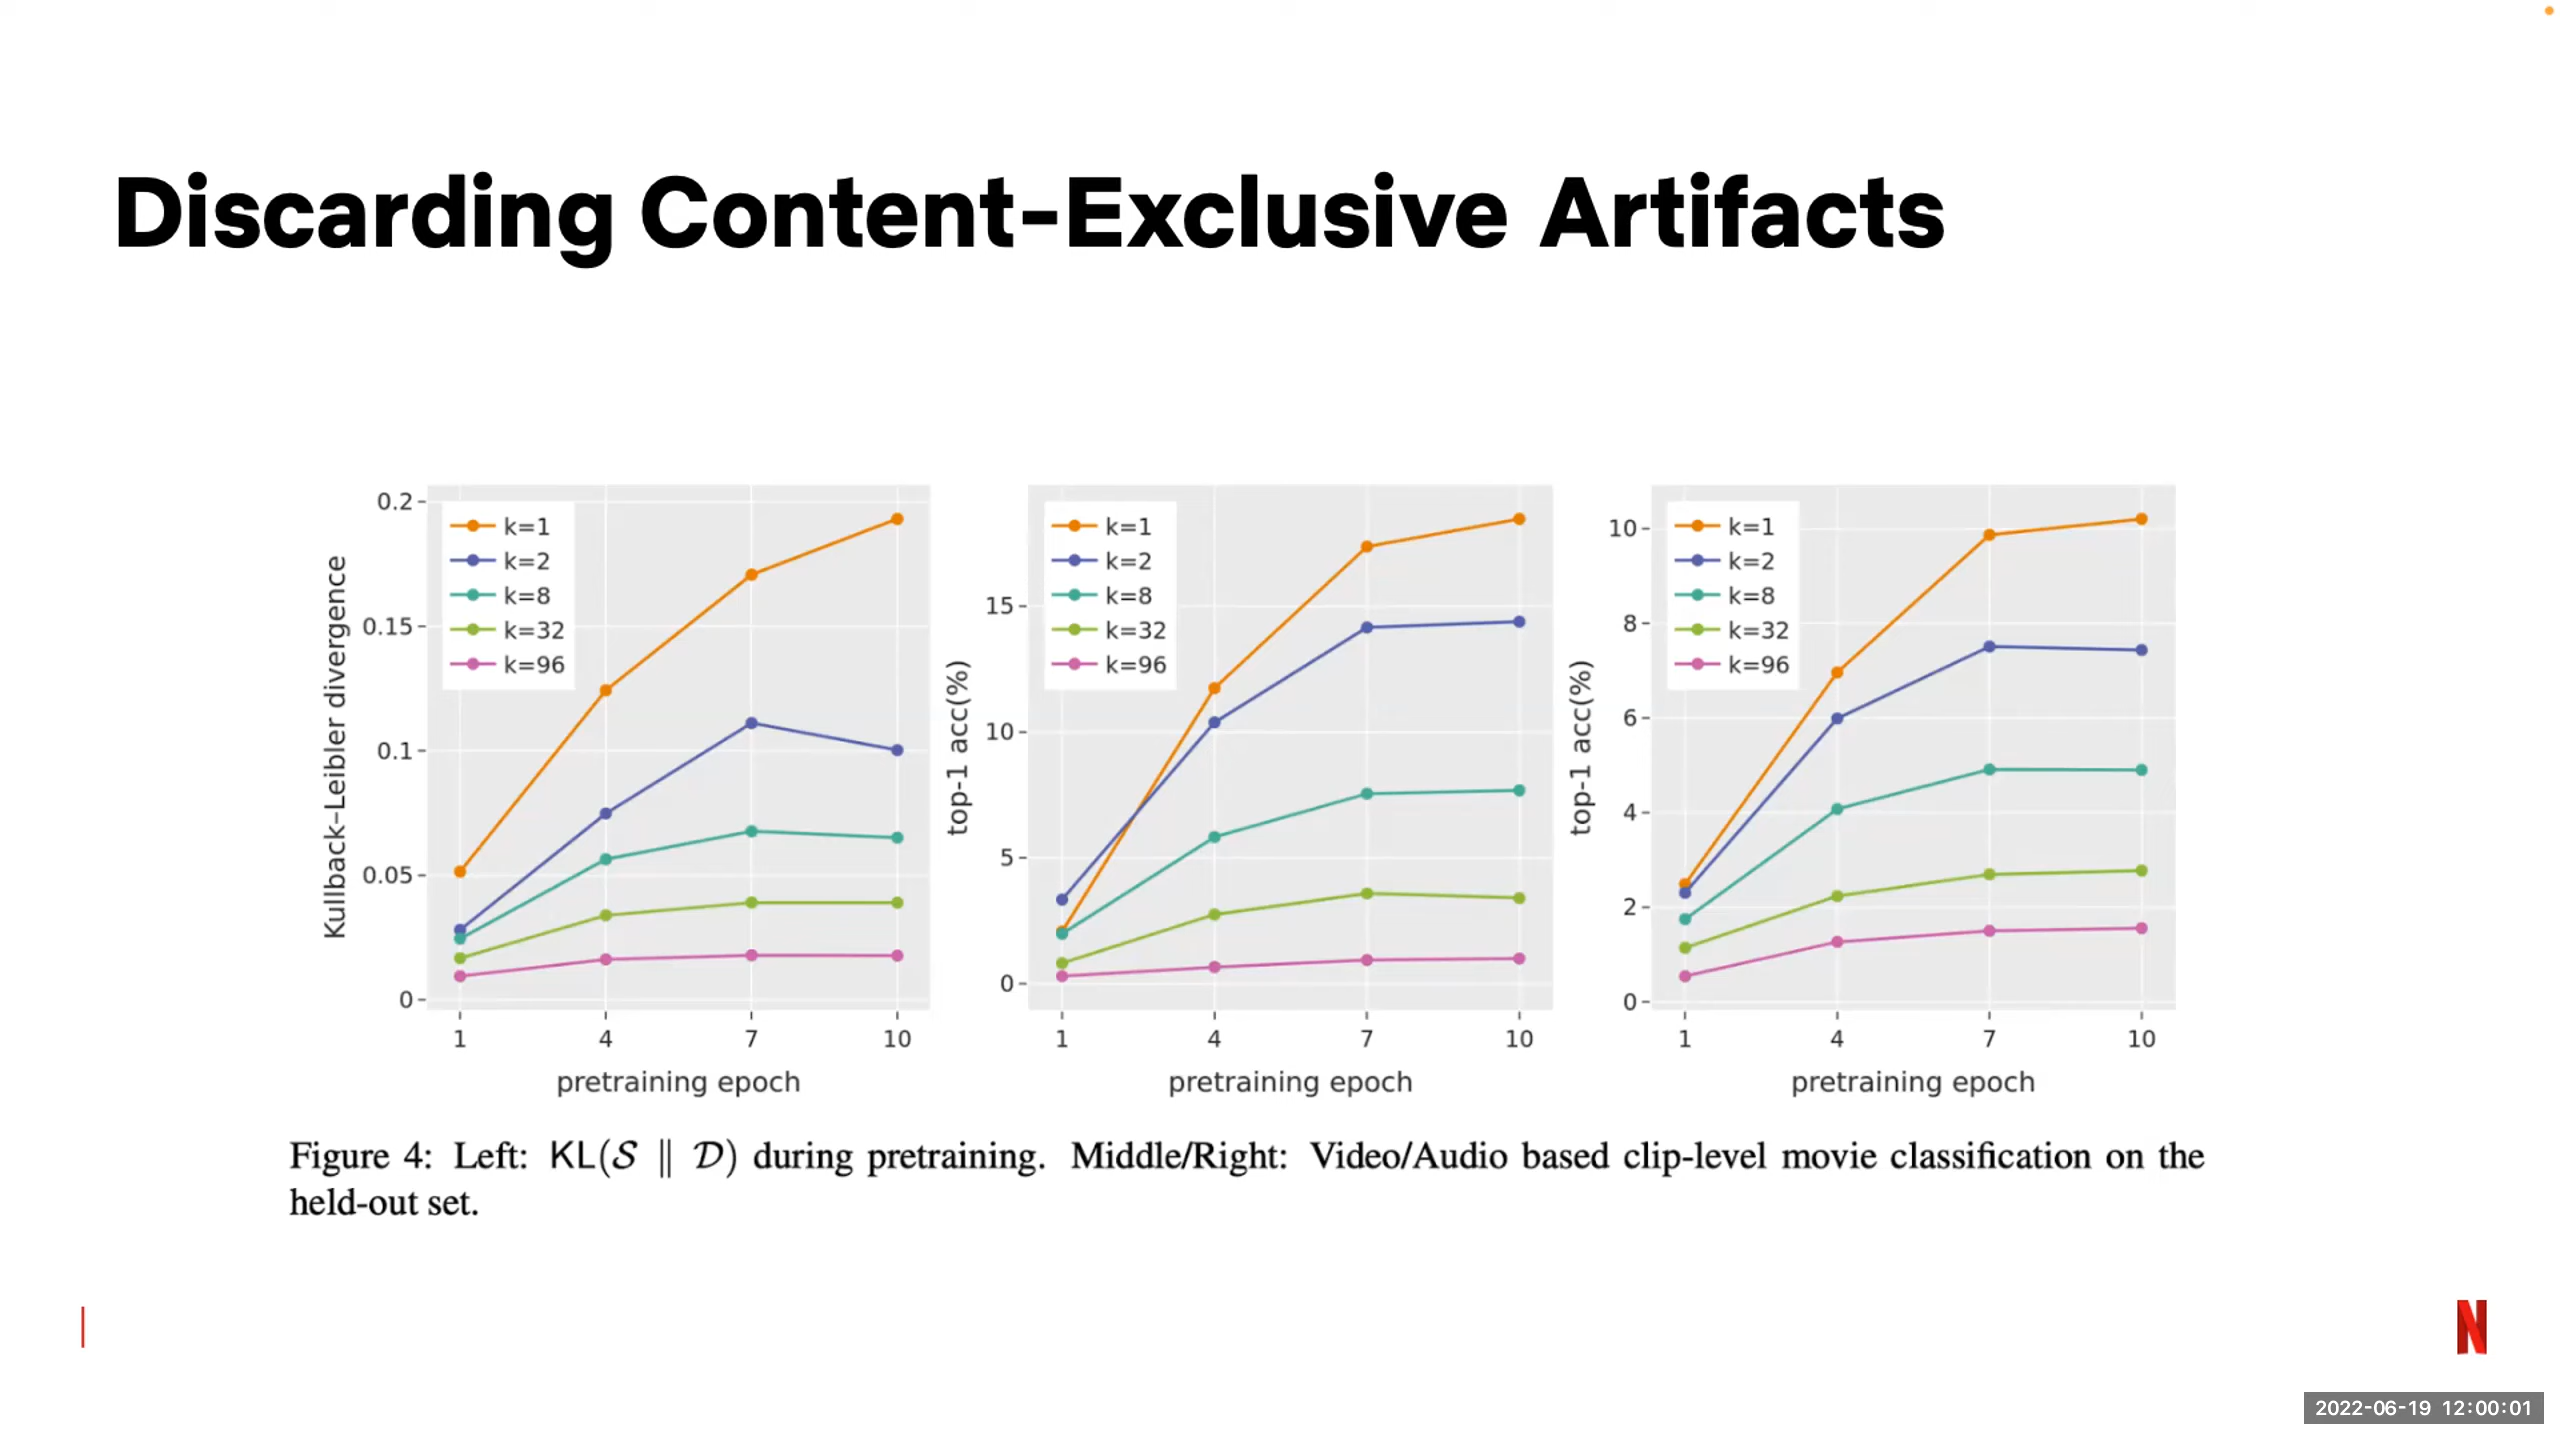 Discarding Content-Exclusive Artifacts
Kullback–Leibler divergence
0.2
0.15
0.1
0.05
0
k=1
k=2
k=8
k=32
k=96
1 4 7 10
pretraining epoch
top-1 acc(%)
15
10
5
0
k=1
k=2
k=8
k=32
k=96
1 4 7 10
pretraining epoch
top-1 acc(%)
10
8
6
4
2
0
k=1
k=2
k=8
k=32
k=96
1 4 7 10
pretraining epoch
Figure 4: Left: KL(𝒮 ∥ 𝒟) during pretraining. Middle/Right: Video/Audio based clip-level movie classification on the
held-out set.
N
2022-06-19 12:00:01